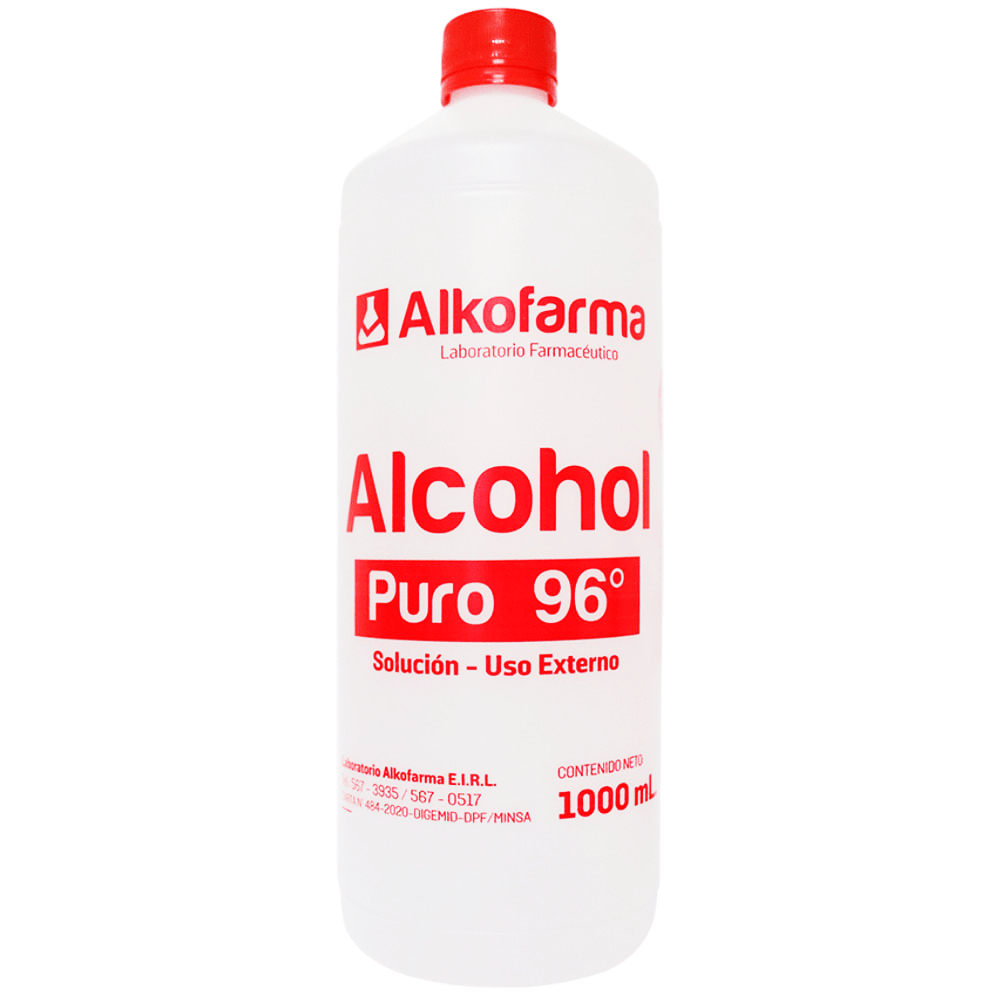 Alkofarma
Laboratorio Farmacéutico
Alcohol
Puro 96°
Solución - Uso Externo
Laboratorio Alkofarma E.I.R.L.
567 - 3935 / 567 - 0517
N° 484-2020-DIGEMID-DPF/MINSA
CONTENIDO NETO
1000 mL.